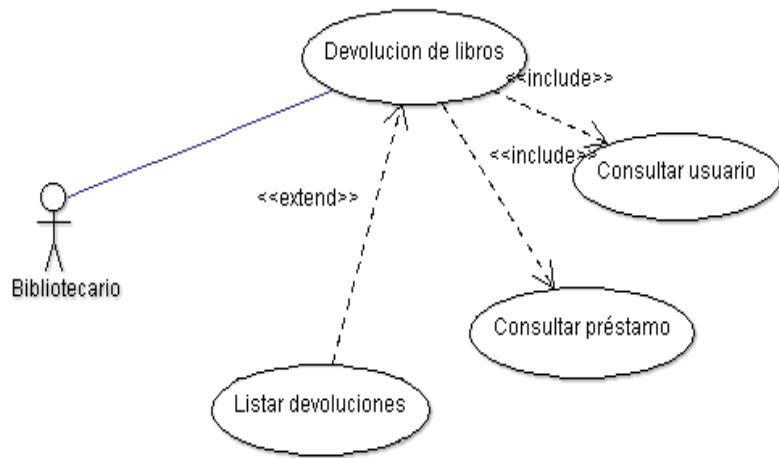 Devolucion de libros
<<include>>
<<include>>
Consultar usuario
<<extend>>
Bibliotecario
Consultar préstamo
Listar devoluciones